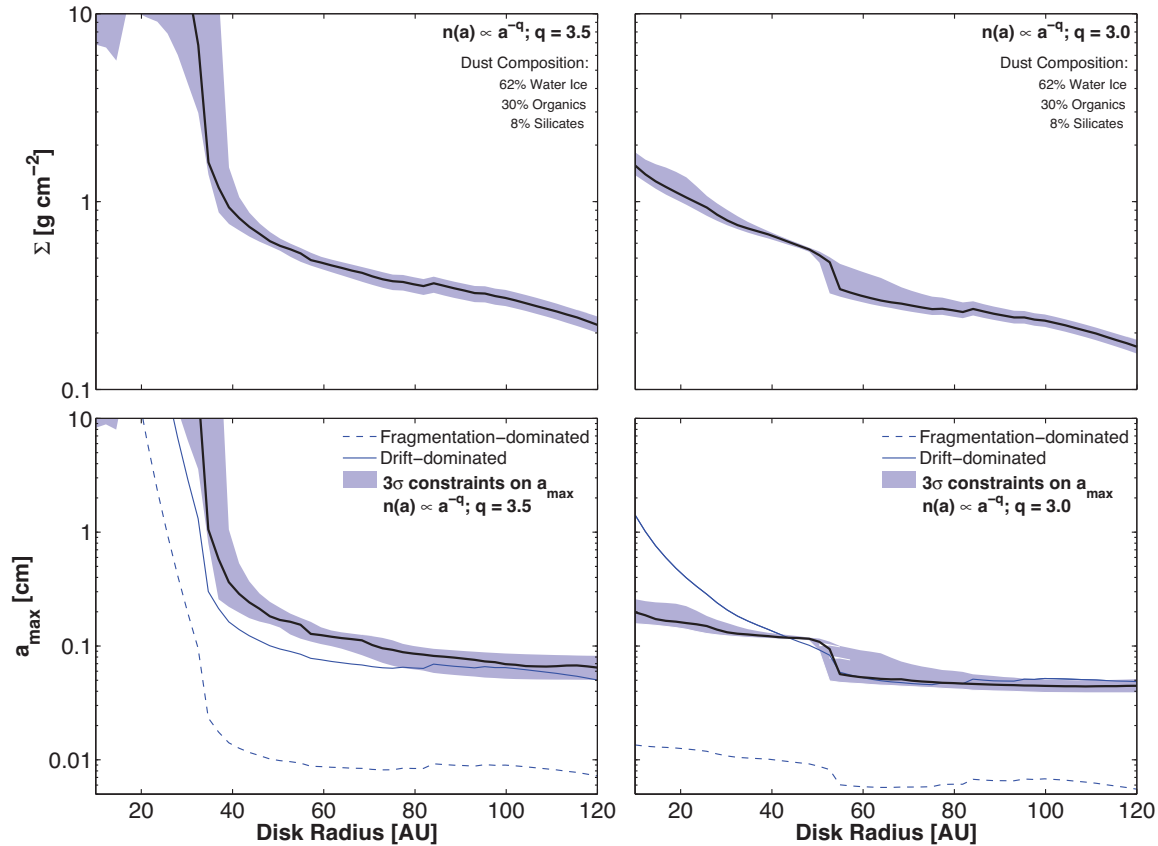 10
1
0.1
Σ [g cm⁻²]
n(a) ∝ a⁻q; q = 3.5
Dust Composition:
62% Water Ice
30% Organics
8% Silicates
n(a) ∝ a⁻q; q = 3.0
Dust Composition:
62% Water Ice
30% Organics
8% Silicates
10
1
0.1
0.01
a_max [cm]
Fragmentation−dominated
Drift−dominated
3σ constraints on a_max
n(a) ∝ a⁻q; q = 3.5
20 40 60 80 100 120
Disk Radius [AU]
Fragmentation−dominated
Drift−dominated
3σ constraints on a_max
n(a) ∝ a⁻q; q = 3.0
20 40 60 80 100 120
Disk Radius [AU]